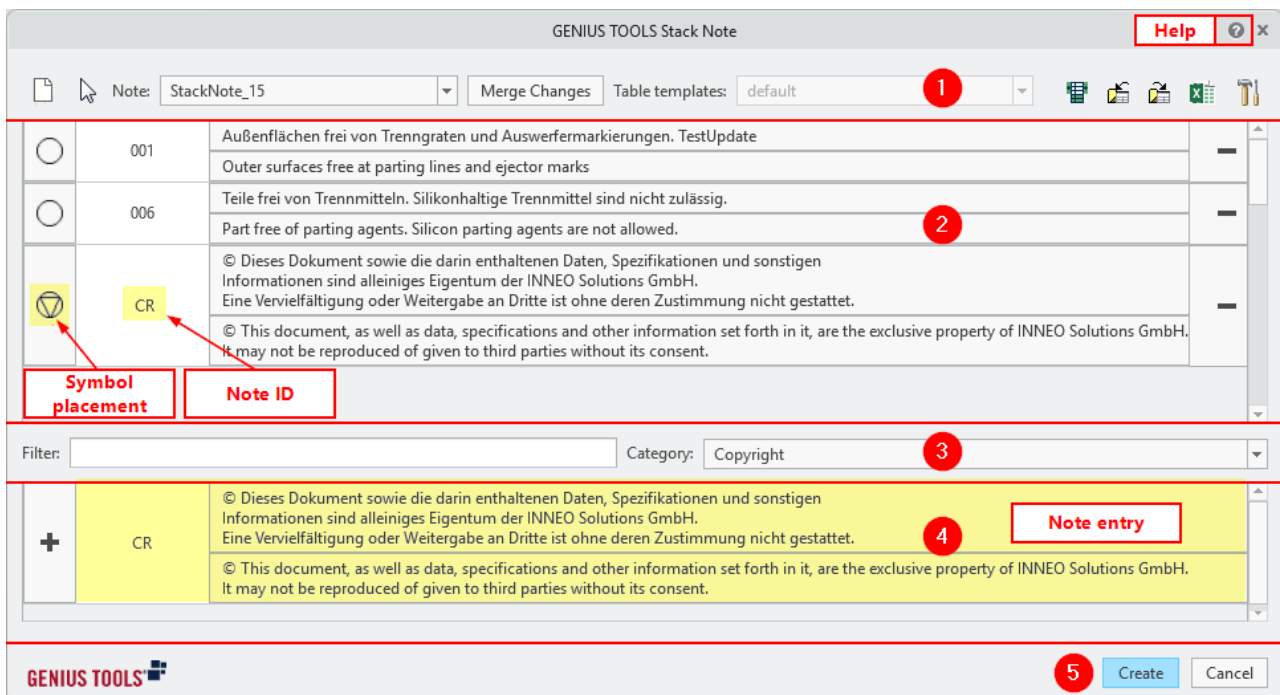 GENIUS TOOLS Stack Note
Help
?
Note: StackNote_15 Merge Changes Table templates: default
1
001
Außenflächen frei von Trenngraten und Auswerfermarkierungen. TestUpdate
Outer surfaces free at parting lines and ejector marks
006
Teile frei von Trennmitteln. Silikonhaltige Trennmittel sind nicht zulässig.
Part free of parting agents. Silicon parting agents are not allowed.
2
CR
© Dieses Dokument sowie die darin enthaltenen Daten, Spezifikationen und sonstigen
Informationen sind alleiniges Eigentum der INNEO Solutions GmbH.
Eine Vervielfältigung oder Weitergabe an Dritte ist ohne deren Zustimmung nicht gestattet.
© This document, as well as data, specifications and other information set forth in it, are the exclusive property of INNEO Solutions GmbH.
It may not be reproduced of given to third parties without its consent.
Symbol
placement
Note ID
Filter: Category: Copyright
3
CR
© Dieses Dokument sowie die darin enthaltenen Daten, Spezifikationen und sonstigen
Informationen sind alleiniges Eigentum der INNEO Solutions GmbH.
Eine Vervielfältigung oder Weitergabe an Dritte ist ohne deren Zustimmung nicht gestattet.
Note entry
4
© This document, as well as data, specifications and other information set forth in it, are the exclusive property of INNEO Solutions GmbH.
It may not be reproduced of given to third parties without its consent.
GENIUS TOOLS
5
Create Cancel